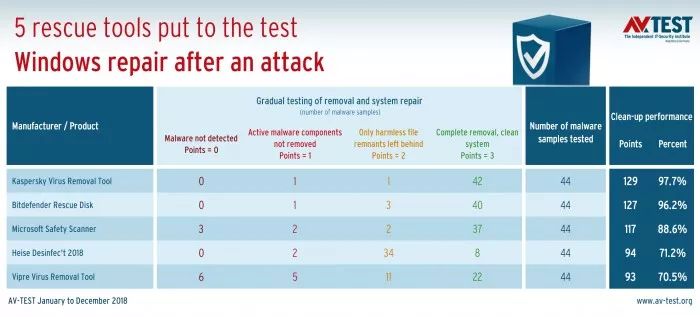 5 rescue tools put to the test
Windows repair after an attack
AVTEST
The Independent IT-Security Institute
Manufacturer / Product
Gradual testing of removal and system repair
(number of malware samples)
Malware not detected
Points = 0
Active malware components
not removed
Points = 1
Only harmless file
remnants left behind
Points = 2
Complete removal, clean
system
Points = 3
Number of malware
samples tested
Clean-up performance
Points Percent
Kaspersky Virus Removal Tool 0 1 1 42 44 129 97.7%
Bitdefender Rescue Disk 0 1 3 40 44 127 96.2%
Microsoft Safety Scanner 3 2 2 37 44 117 88.6%
Heise Desinfec't 2018 0 2 34 8 44 94 71.2%
Vipre Virus Removal Tool 6 5 11 22 44 93 70.5%
AV-TEST January to December 2018
www.av-test.org